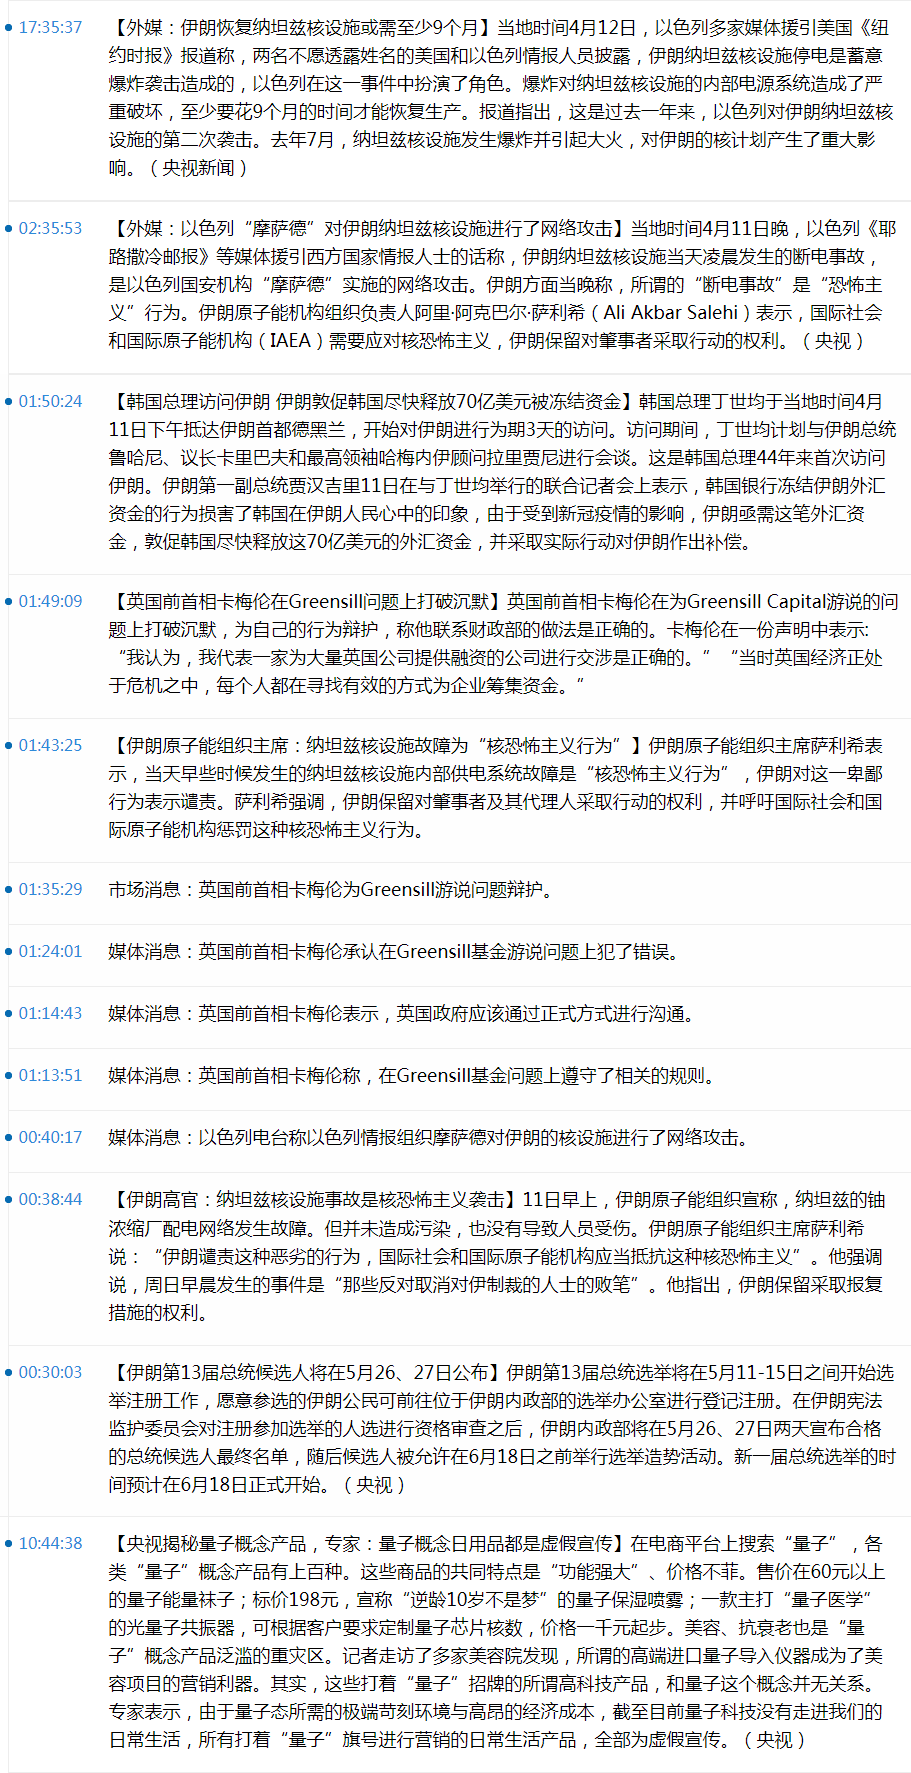 17:35:37 【外媒：伊朗恢复纳坦兹核设施或需至少9个月】当地时间4月12日，以色列多家媒体援引美国《纽
约时报》报道称，两名不愿透露姓名的美国和以色列情报人员披露，伊朗纳坦兹核设施停电是蓄意
爆炸袭击造成的，以色列在这一事件中扮演了角色。爆炸对纳坦兹核设施的内部电源系统造成了严
重破坏，至少要花9个月的时间才能恢复生产。报道指出，这是过去一年来，以色列对伊朗纳坦兹核
设施的第二次袭击。去年7月，纳坦兹核设施发生爆炸并引起大火，对伊朗的核计划产生了重大影
响。（央视新闻）
02:35:53 【外媒：以色列“摩萨德”对伊朗纳坦兹核设施进行了网络攻击】当地时间4月11日晚，以色列《耶
路撒冷邮报》等媒体援引西方国家情报人士的话称，伊朗纳坦兹核设施当天凌晨发生的断电事故，
是以色列国安机构“摩萨德”实施的网络攻击。伊朗方面当晚称，所谓的“断电事故”是“恐怖主
义”行为。伊朗原子能机构组织负责人阿里·阿克巴尔·萨利希（Ali Akbar Salehi）表示，国际社会
和国际原子能机构（IAEA）需要应对核恐怖主义，伊朗保留对肇事者采取行动的权利。（央视）
01:50:24 【韩国总理访问伊朗 伊朗敦促韩国尽快释放70亿美元被冻结资金】韩国总理丁世均于当地时间4月
11日下午抵达伊朗首都德黑兰，开始对伊朗进行为期3天的访问。访问期间，丁世均计划与伊朗总统
鲁哈尼、议长卡里巴夫和最高领袖哈梅内伊顾问拉里贾尼进行会谈。这是韩国总理44年来首次访问
伊朗。伊朗第一副总统贾汉吉里11日在与丁世均举行的联合记者会上表示，韩国银行冻结伊朗外汇
资金的行为损害了韩国在伊朗人民心中的印象，由于受到新冠疫情的影响，伊朗亟需这笔外汇资
金，敦促韩国尽快释放这70亿美元的外汇资金，并采取实际行动对伊朗作出补偿。
01:49:09 【英国前首相卡梅伦在Greensill问题上打破沉默】英国前首相卡梅伦在为Greensill Capital游说的问
题上打破沉默，为自己的行为辩护，称他联系财政部的做法是正确的。卡梅伦在一份声明中表示:
“我认为，我代表一家为大量英国公司提供融资的公司进行交涉是正确的。”“当时英国经济正处
于危机之中，每个人都在寻找有效的方式为企业筹集资金。”
01:43:25 【伊朗原子能组织主席：纳坦兹核设施故障为“核恐怖主义行为”】伊朗原子能组织主席萨利希表
示，当天早些时候发生的纳坦兹核设施内部供电系统故障是“核恐怖主义行为”，伊朗对这一卑鄙
行为表示谴责。萨利希强调，伊朗保留对肇事者及其代理人采取行动的权利，并呼吁国际社会和国
际原子能机构惩罚这种核恐怖主义行为。
01:35:29 市场消息：英国前首相卡梅伦为Greensill游说问题辩护。
01:24:01 媒体消息：英国前首相卡梅伦承认在Greensill基金游说问题上犯了错误。
01:14:43 媒体消息：英国前首相卡梅伦表示，英国政府应该通过正式方式进行沟通。
01:13:51 媒体消息：英国前首相卡梅伦称，在Greensill基金问题上遵守了相关的规则。
00:40:17 媒体消息：以色列电台称以色列情报组织摩萨德对伊朗的核设施进行了网络攻击。
00:38:44 【伊朗高官：纳坦兹核设施事故是核恐怖主义袭击】11日早上，伊朗原子能组织宣称，纳坦兹的铀
浓缩厂配电网络发生故障。但并未造成污染，也没有导致人员受伤。伊朗原子能组织主席萨利希
说：“伊朗谴责这种恶劣的行为，国际社会和国际原子能机构应当抵抗这种核恐怖主义”。他强调
说，周日早晨发生的事件是“那些反对取消对伊制裁的人士的败笔”。他指出，伊朗保留采取报复
措施的权利。
00:30:03 【伊朗第13届总统候选人将在5月26、27日公布】伊朗第13届总统选举将在5月11-15日之间开始选
举注册工作，愿意参选的伊朗公民可前往位于伊朗内政部的选举办公室进行登记注册。在伊朗宪法
监护委员会对注册参加选举的人选进行资格审查之后，伊朗内政部将在5月26、27日两天宣布合格
的总统候选人最终名单，随后候选人被允许在6月18日之前举行选举造势活动。新一届总统选举的时
间预计在6月18日正式开始。（央视）
10:44:38 【央视揭秘量子概念产品，专家：量子概念日用品都是虚假宣传】在电商平台上搜索“量子”，各
类“量子”概念产品有上百种。这些商品的共同特点是“功能强大”、价格不菲。售价在60元以上
的量子能量袜子；标价198元，宣称“逆龄10岁不是梦”的量子保湿喷雾；一款主打“量子医学”
的光量子共振器，可根据客户要求定制量子芯片核数，价格一千元起步。美容、抗衰老也是“量
子”概念产品泛滥的重灾区。记者走访了多家美容院发现，所谓的高端进口量子导入仪器成为了美
容项目的营销利器。其实，这些打着“量子”招牌的所谓高科技产品，和量子这个概念并无关系。
专家表示，由于量子态所需的极端苛刻环境与高昂的经济成本，截至目前量子科技没有走进我们的
日常生活，所有打着“量子”旗号进行营销的日常生活产品，全部为虚假宣传。（央视）